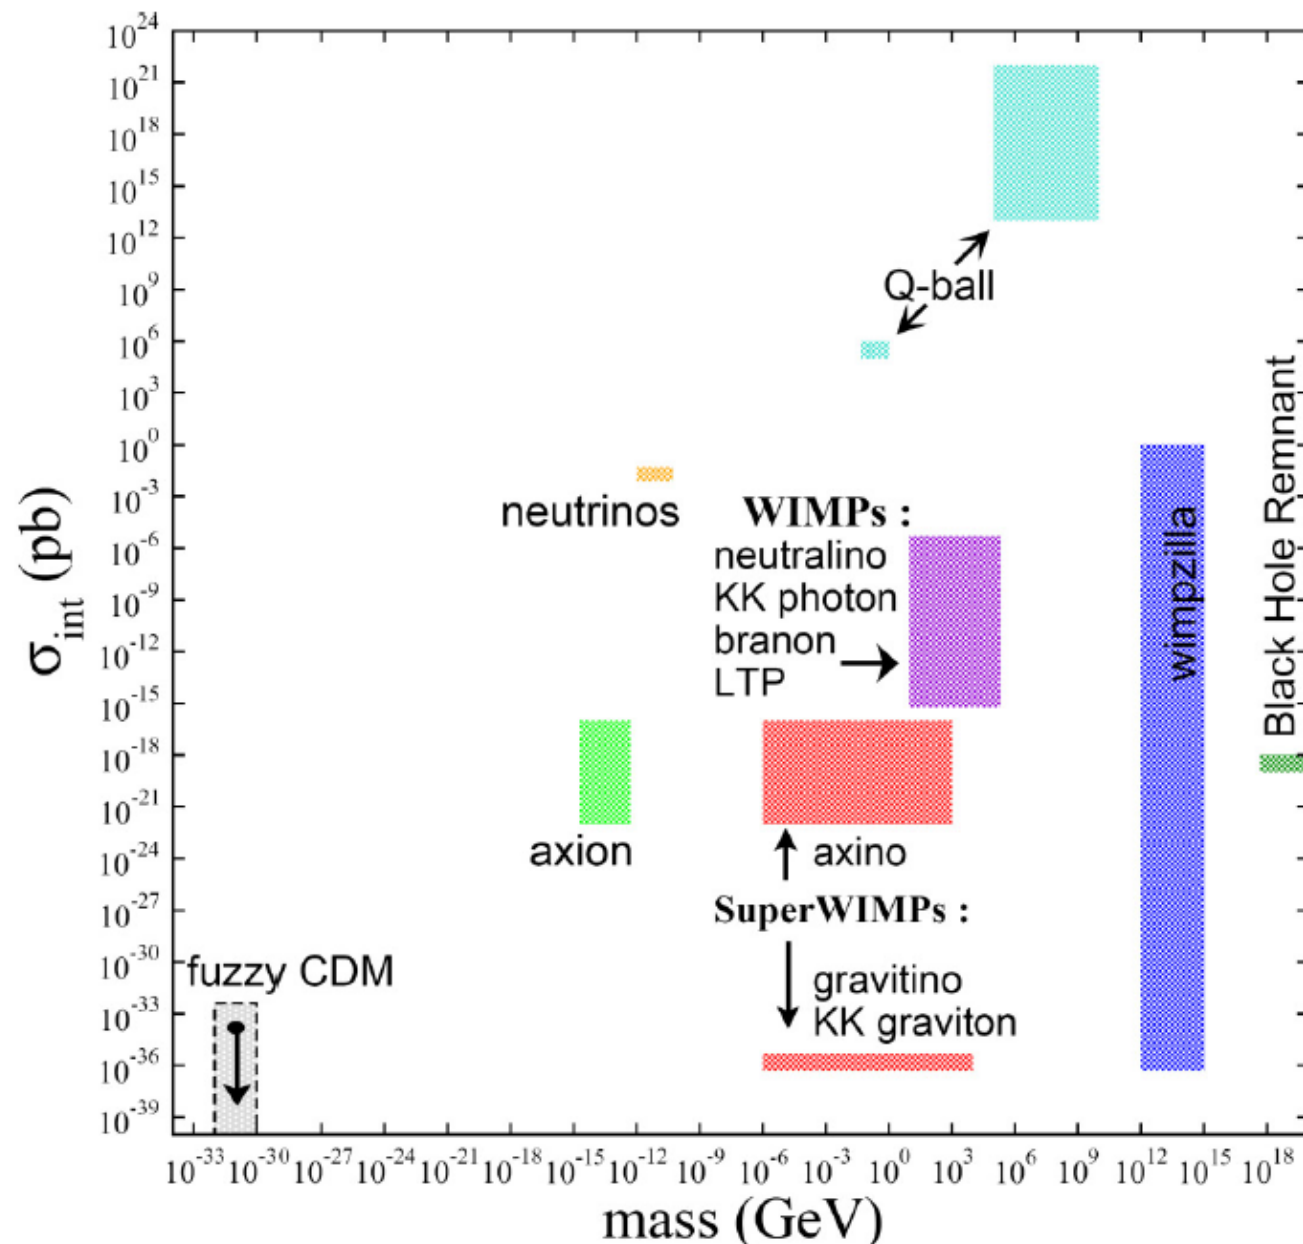 10^24
10^21
10^18
10^15
10^12
10^9
10^6
10^3
10^0
10^-3
10^-6
10^-9
10^-12
10^-15
10^-18
10^-21
10^-24
10^-27
10^-30
10^-33
10^-36
10^-39
σ_int (pb)
Q-ball
neutrinos
WIMPs :
neutralino
KK photon
branon
LTP
wimpzilla
Black Hole Remnant
axion
axino
SuperWIMPs :
gravitino
KK graviton
fuzzy CDM
10^-33 10^-30 10^-27 10^-24 10^-21 10^-18 10^-15 10^-12 10^-9 10^-6 10^-3 10^0 10^3 10^6 10^9 10^12 10^15 10^18
mass (GeV)